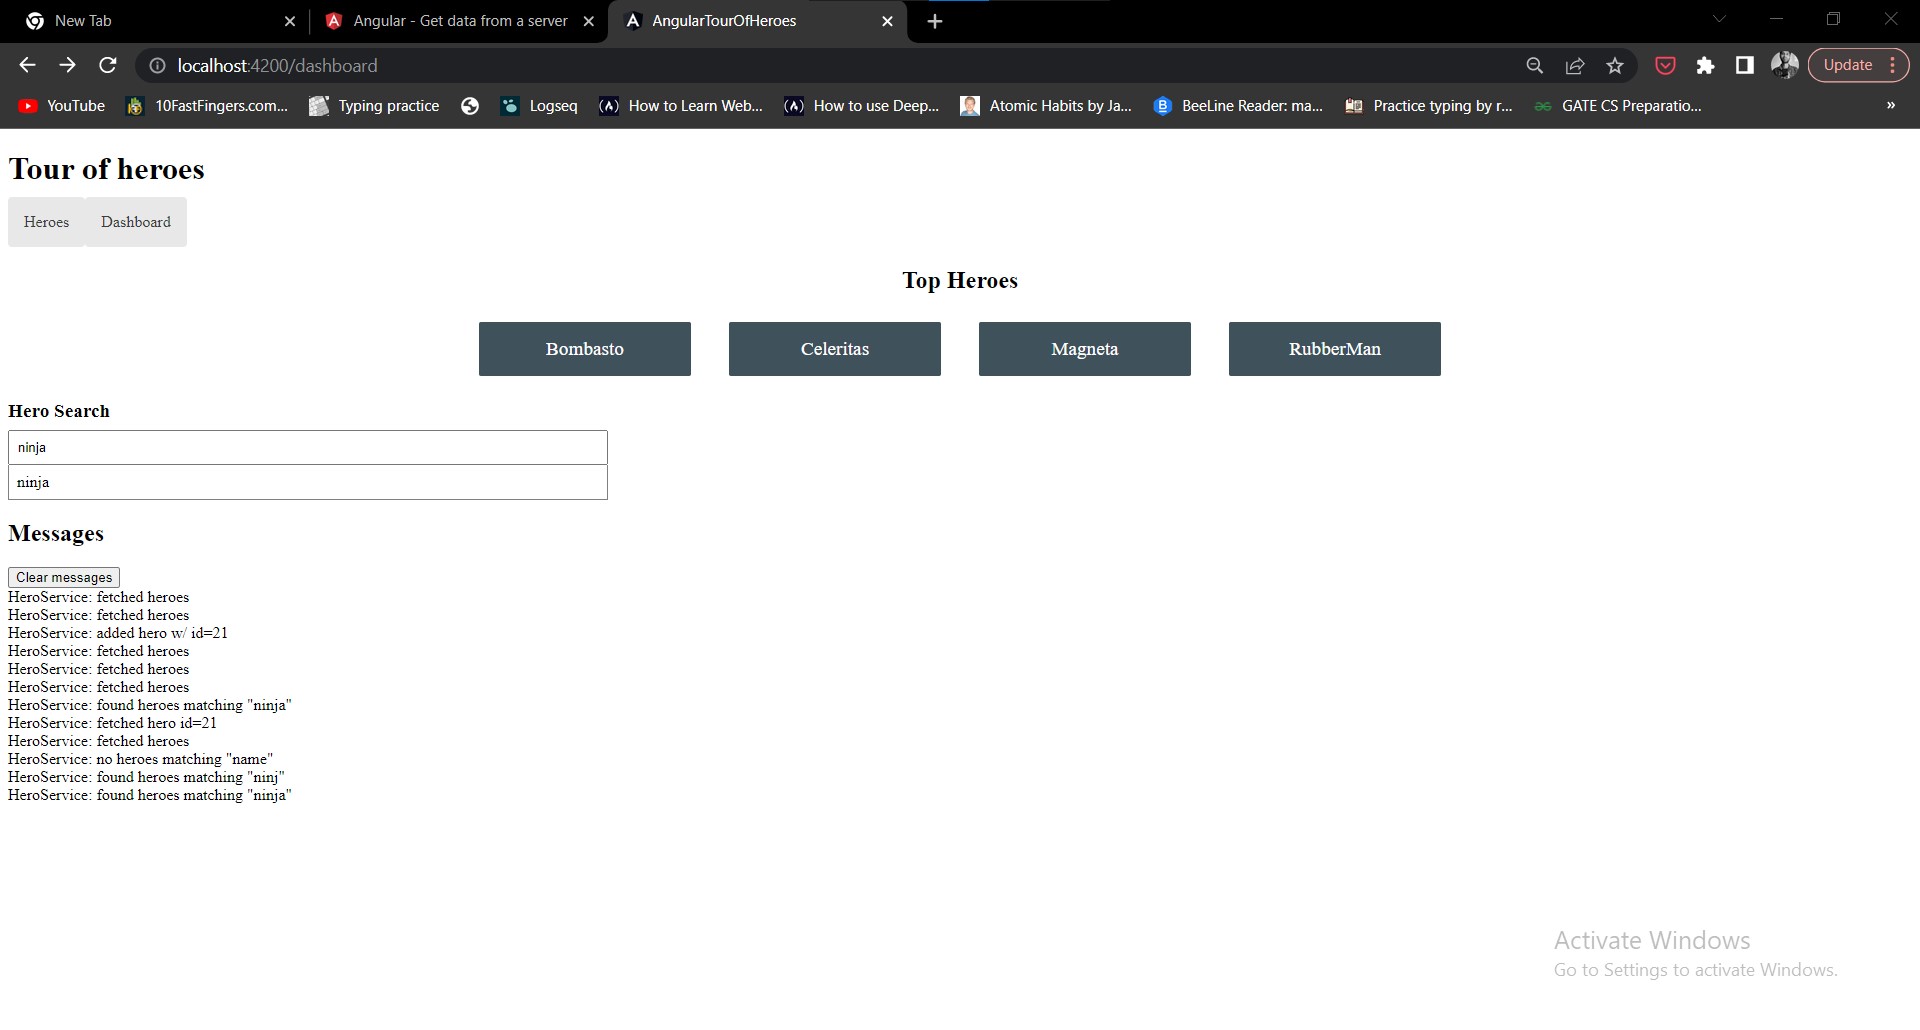 New Tab
Angular - Get data from a server
AngularTourOfHeroes
localhost:4200/dashboard
Update
YouTube
10FastFingers.com...
Typing practice
Logseq
How to Learn Web...
How to use Deep...
Atomic Habits by Ja...
BeeLine Reader: ma...
Practice typing by r...
GATE CS Preparatio...
»
Tour of heroes
Heroes Dashboard
Top Heroes
Bombasto Celeritas Magneta RubberMan
Hero Search
ninja
ninja
Messages
Clear messages
HeroService: fetched heroes
HeroService: fetched heroes
HeroService: added hero w/ id=21
HeroService: fetched heroes
HeroService: fetched heroes
HeroService: fetched heroes
HeroService: found heroes matching "ninja"
HeroService: fetched hero id=21
HeroService: fetched heroes
HeroService: no heroes matching "name"
HeroService: found heroes matching "ninj"
HeroService: found heroes matching "ninja"
Activate Windows
Go to Settings to activate Windows.